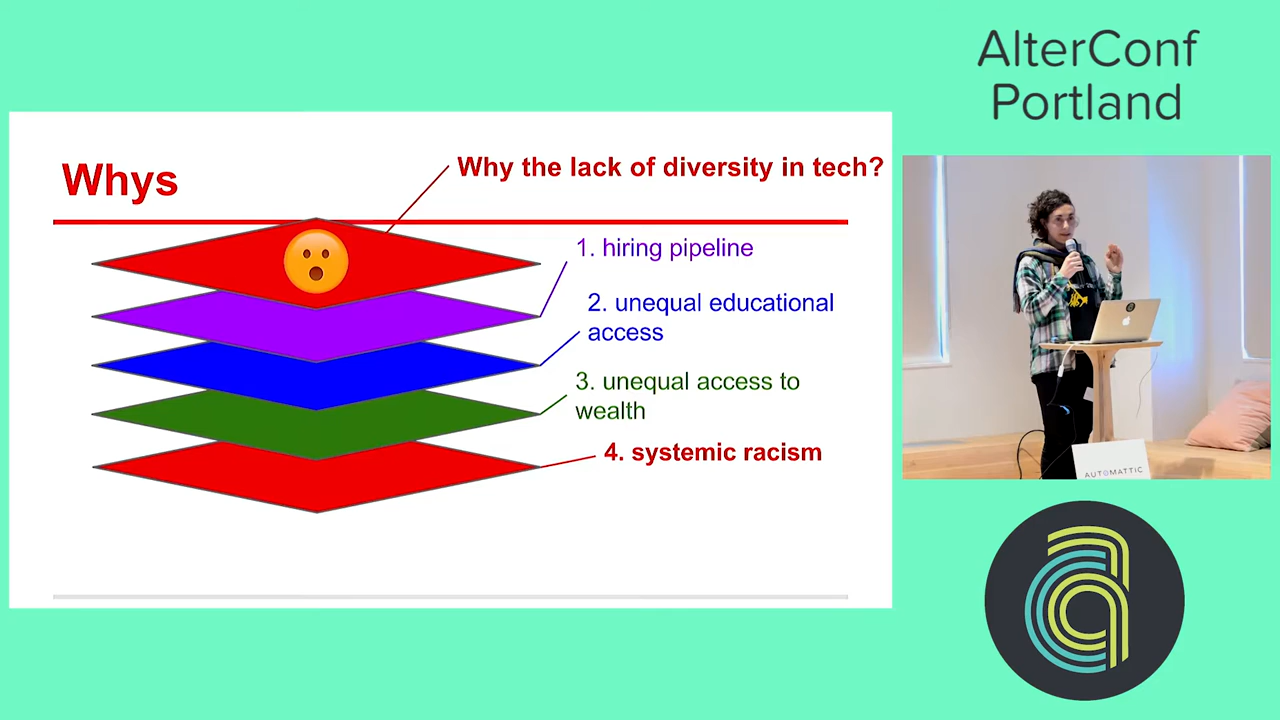 AlterConf
Portland
Whys
Why the lack of diversity in tech?
1. hiring pipeline
2. unequal educational
access
3. unequal access to
wealth
4. systemic racism
AUTOMATTIC